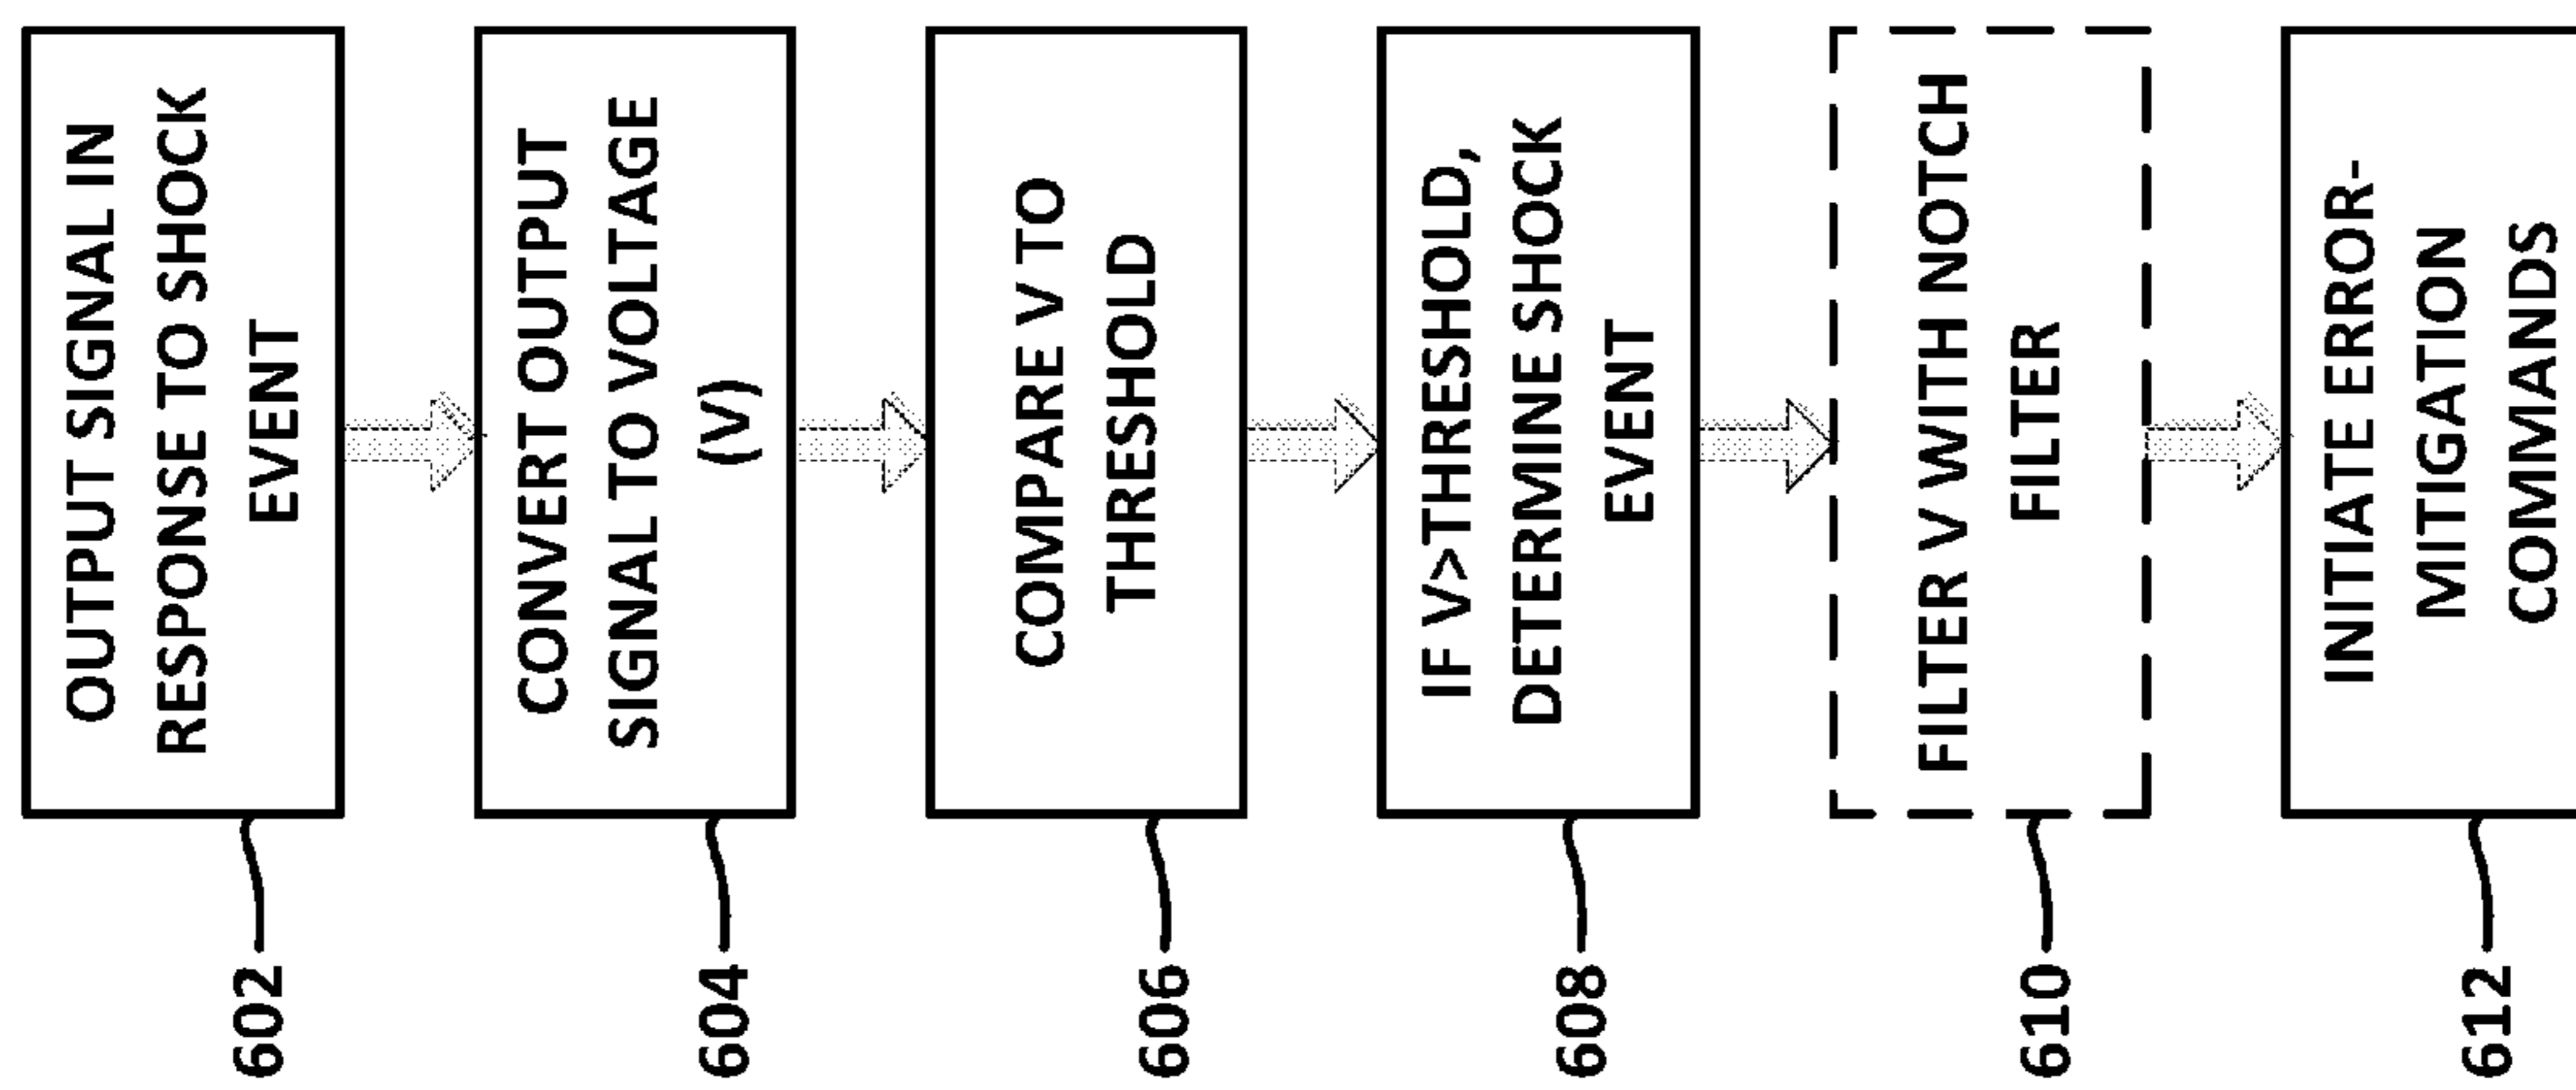 602
OUTPUT SIGNAL IN
RESPONSE TO SHOCK
EVENT
604
CONVERT OUTPUT
SIGNAL TO VOLTAGE
(V)
606
COMPARE V TO
THRESHOLD
608
IF V>THRESHOLD,
DETERMINE SHOCK
EVENT
610
FILTER V WITH NOTCH
FILTER
612
INITIATE ERROR-
MITIGATION
COMMANDS